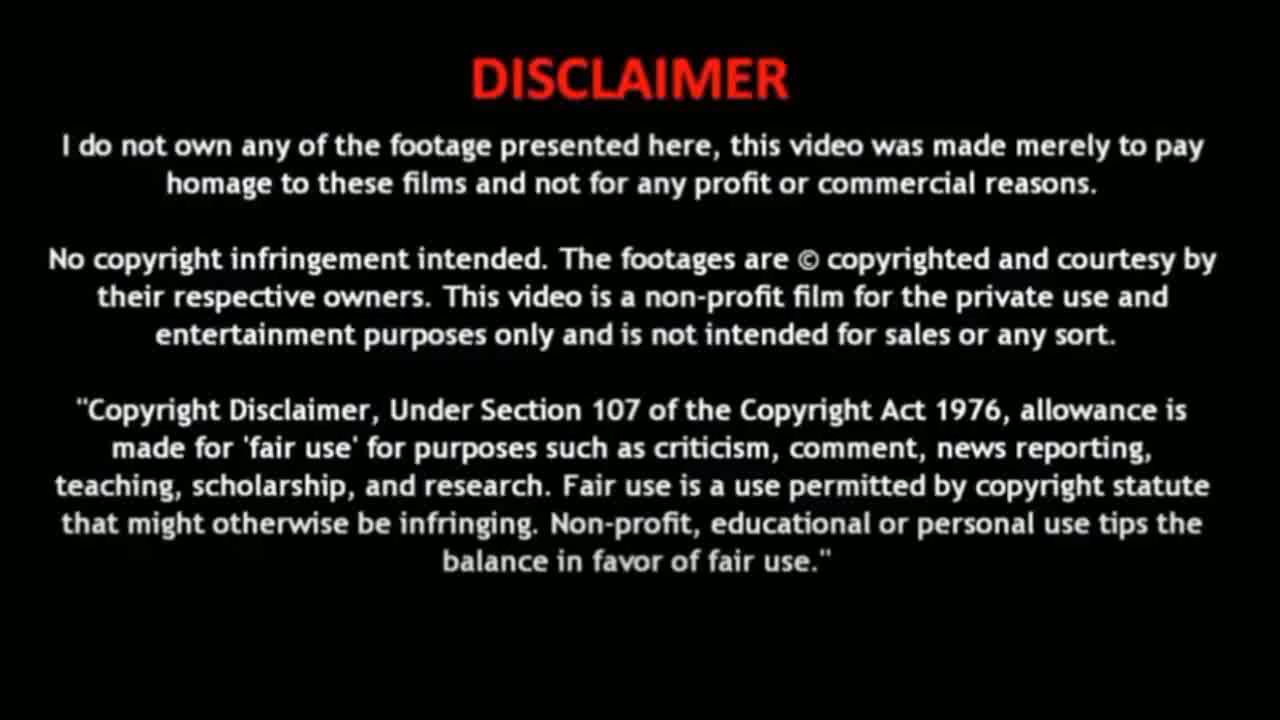 DISCLAIMER
I do not own any of the footage presented here, this video was made merely to pay
homage to these films and not for any profit or commercial reasons.
No copyright infringement intended. The footages are © copyrighted and courtesy by
their respective owners. This video is a non-profit film for the private use and
entertainment purposes only and is not intended for sales or any sort.
"Copyright Disclaimer, Under Section 107 of the Copyright Act 1976, allowance is
made for 'fair use' for purposes such as criticism, comment, news reporting,
teaching, scholarship, and research. Fair use is a use permitted by copyright statute
that might otherwise be infringing. Non-profit, educational or personal use tips the
balance in favor of fair use."